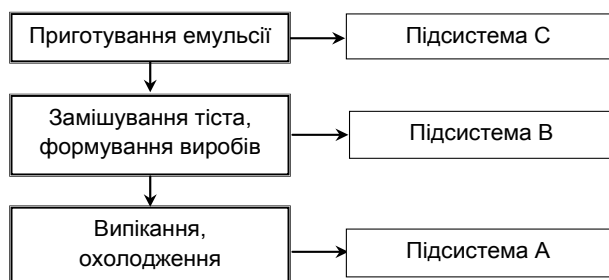 Приготування емульсії
Підсистема С
Замішування тіста,
формування виробів
Підсистема В
Випікання,
охолодження
Підсистема А